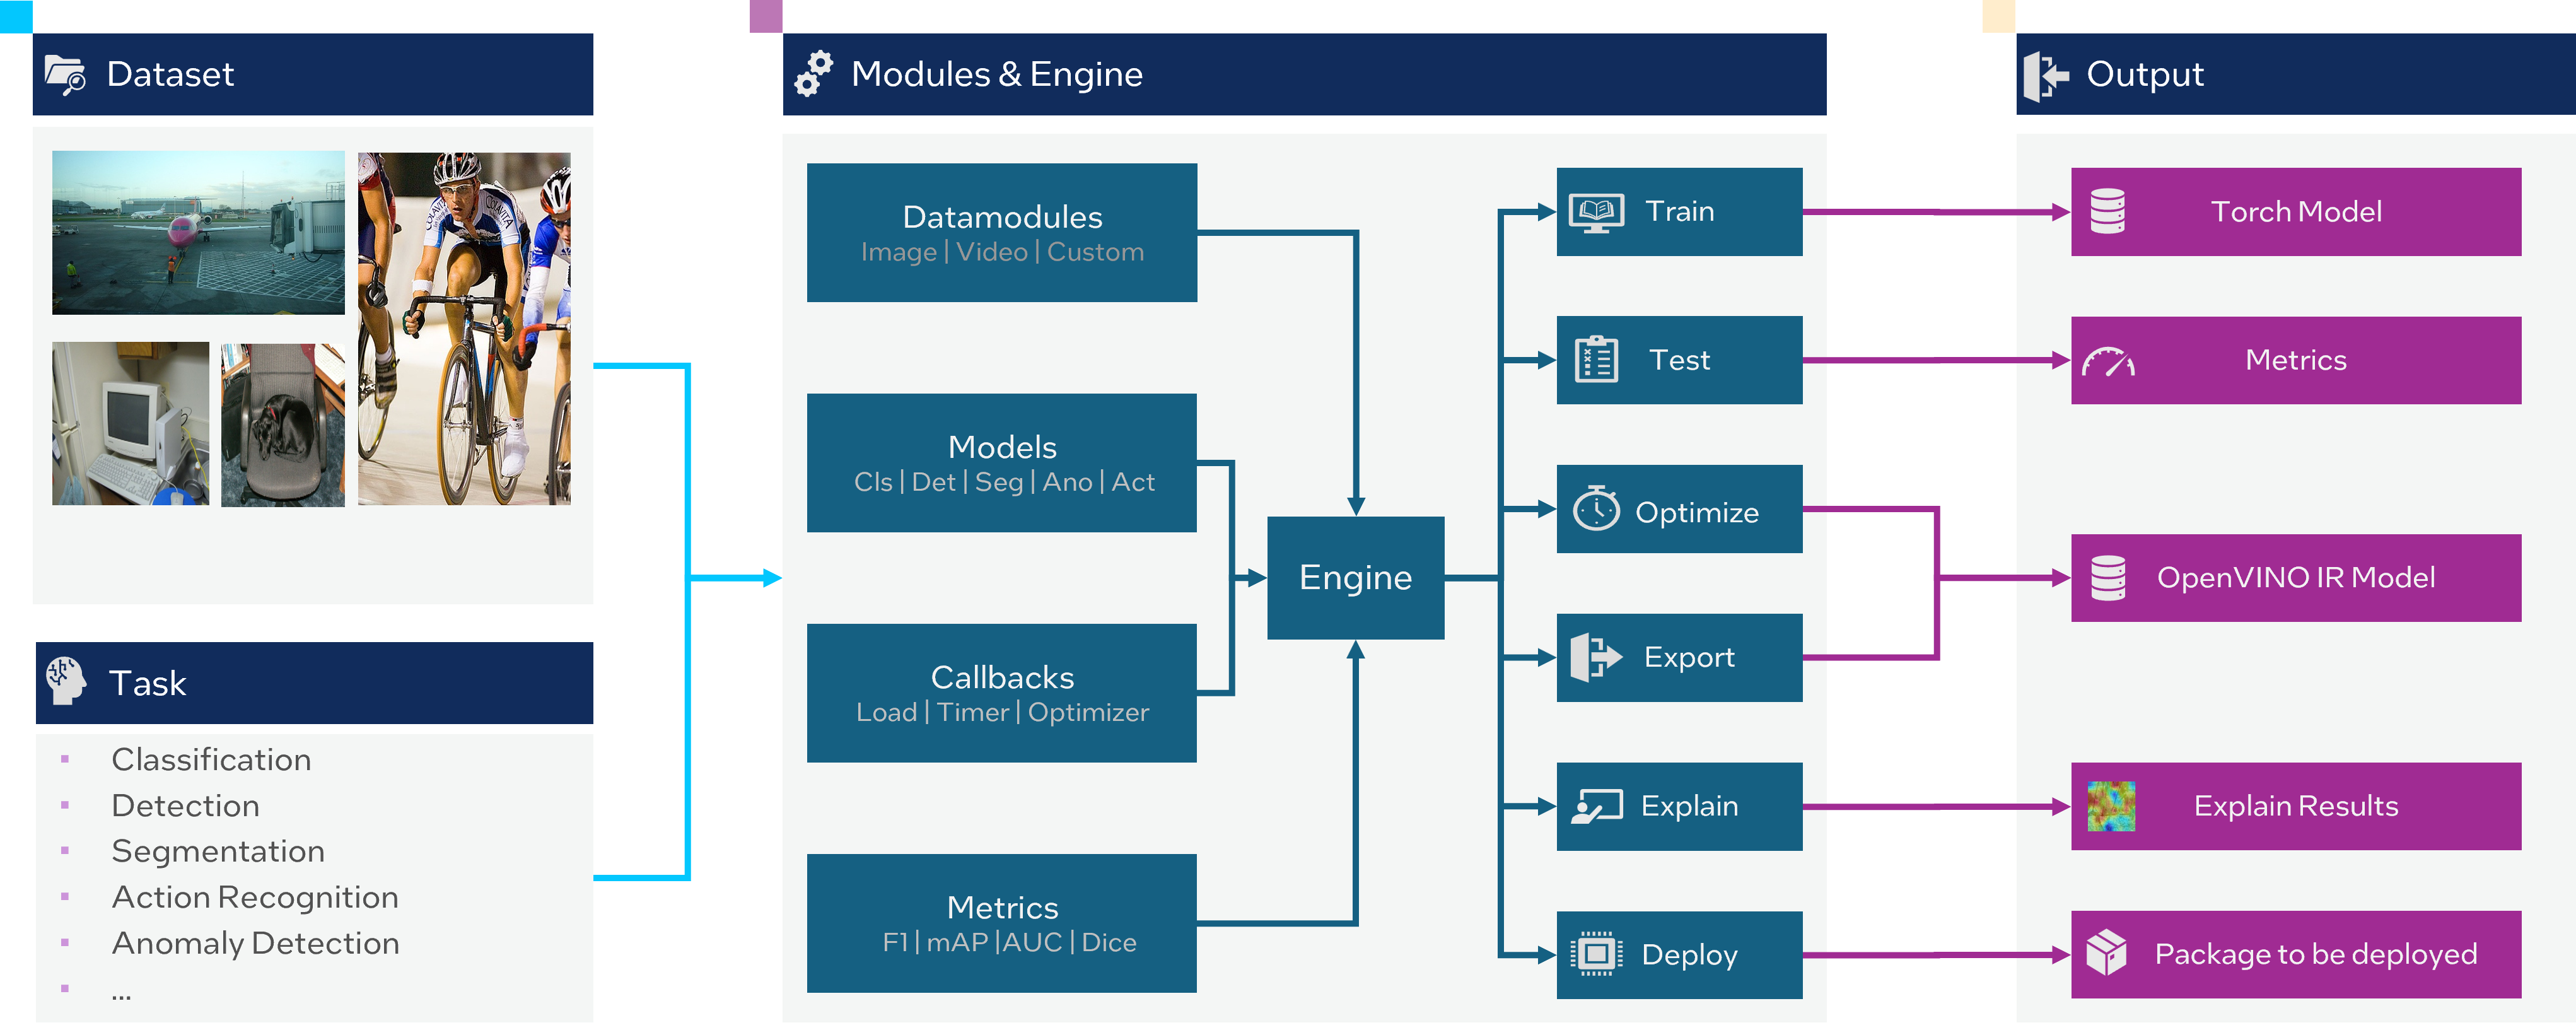 Dataset
COLAVITA
COLAVITA
Task
Classification
Detection
Segmentation
Action Recognition
Anomaly Detection
...
Modules & Engine
Datamodules
Image | Video | Custom
Models
Cls | Det | Seg | Ano | Act
Callbacks
Load | Timer | Optimizer
Metrics
F1 | mAP |AUC | Dice
Engine
Train
Test
Optimize
Export
Explain
Deploy
Output
Torch Model
Metrics
OpenVINO IR Model
Explain Results
Package to be deployed